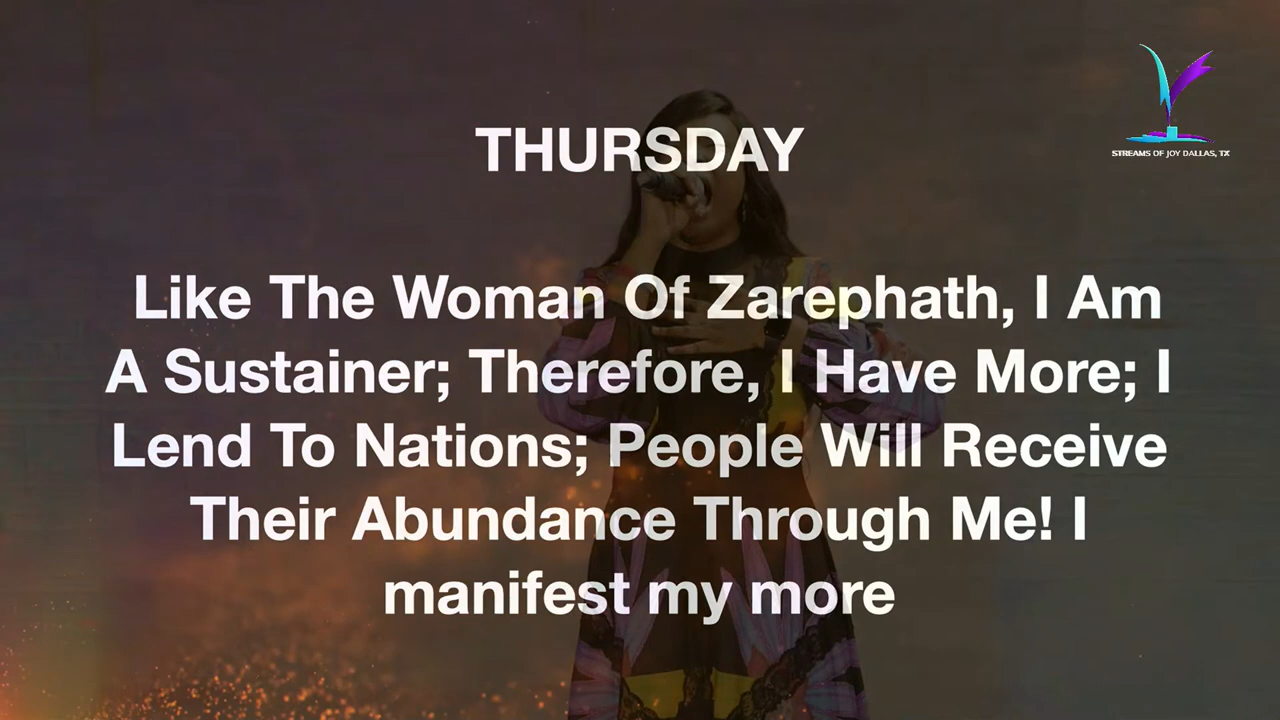 STREAMS OF JOY DALLAS, TX
THURSDAY
Like The Woman Of Zarephath, I Am
A Sustainer; Therefore, I Have More; I
Lend To Nations; People Will Receive
Their Abundance Through Me! I
manifest my more